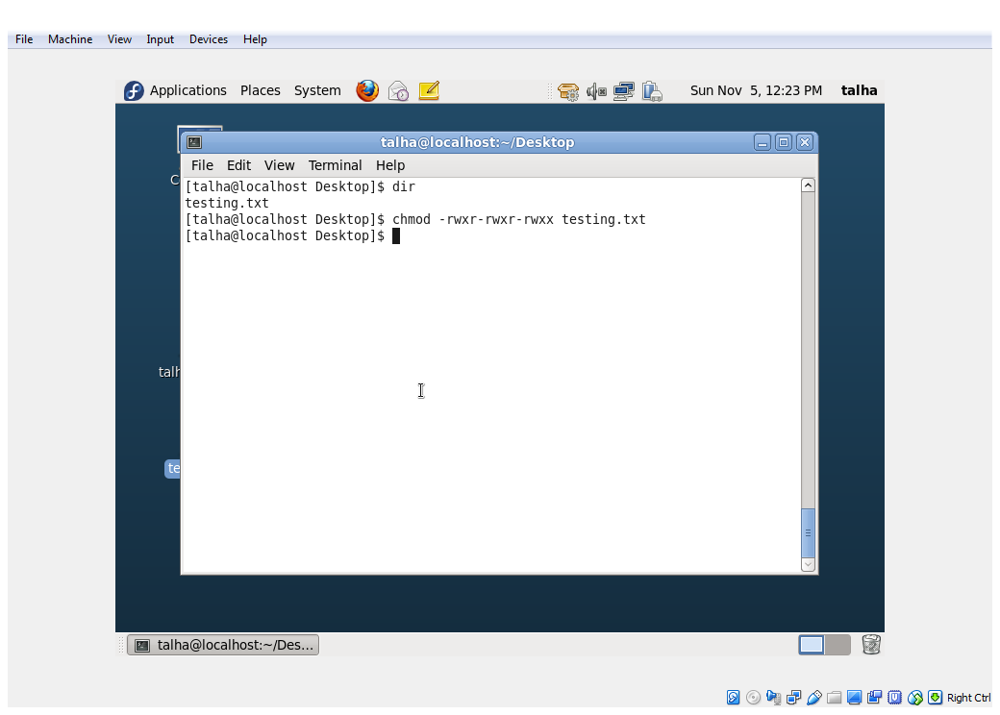 File Machine View Input Devices Help
Applications Places System Sun Nov 5, 12:23 PM talha
talha@localhost:~/Desktop
File Edit View Terminal Help
[talha@localhost Desktop]$ dir
testing.txt
[talha@localhost Desktop]$ chmod -rwxr-rwxr-rwxx testing.txt
[talha@localhost Desktop]$
C
talh
te
talha@localhost:~/Des...
Right Ctrl